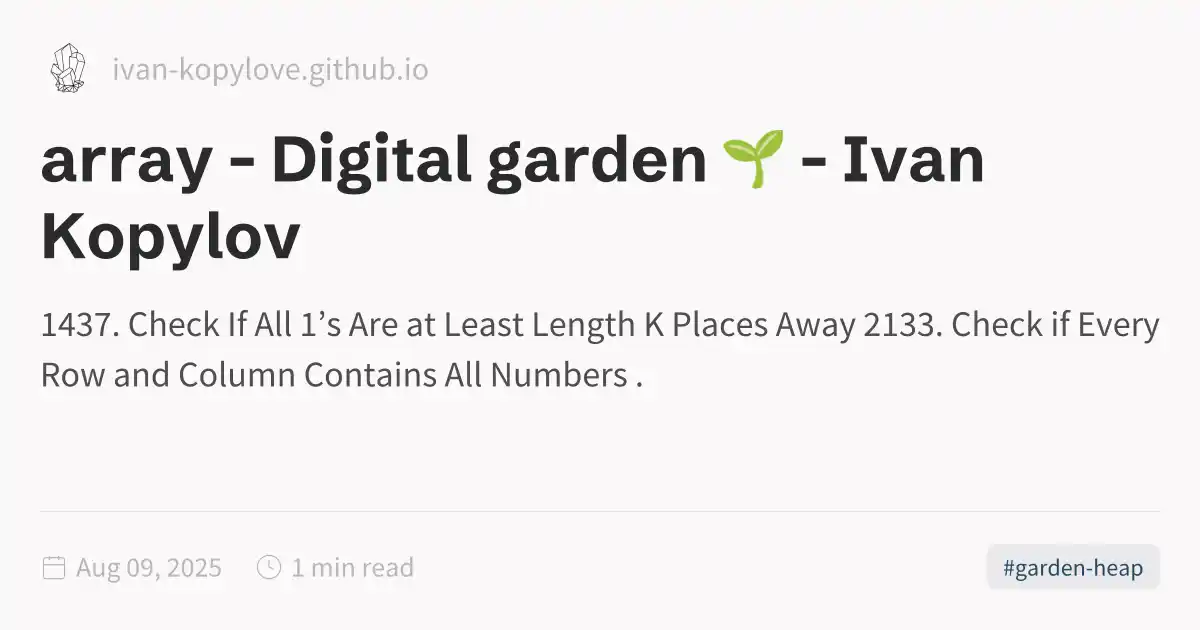 ivan-kopylove.github.io
array - Digital garden 🌱 - Ivan
Kopylov
1437. Check If All 1’s Are at Least Length K Places Away 2133. Check if Every
Row and Column Contains All Numbers .
Aug 09, 2025
1 min read
#garden-heap